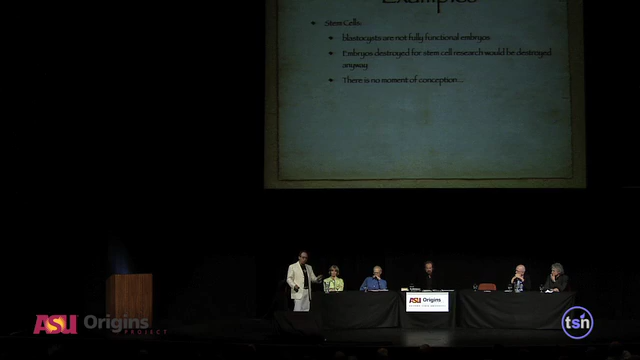 Examples
Stem Cells:
blastocysts are not fully functional embryos
Embryos destroyed for stem cell research would be destroyed
anyway
There is no moment of conception...
ASU Origins
ASU Origins
PROJECT
tsn